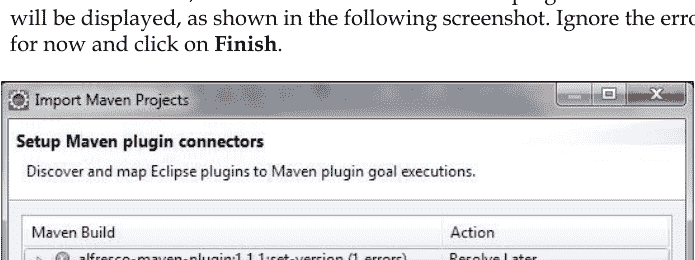 will be displayed, as shown in the following screenshot. Ignore the erro
for now and click on Finish.
Import Maven Projects
Setup Maven plugin connectors
Discover and map Eclipse plugins to Maven plugin goal executions.
Maven Build Action
alfresco-maven-plugin:1.1.1:set-version (1 errors) Resolve Later